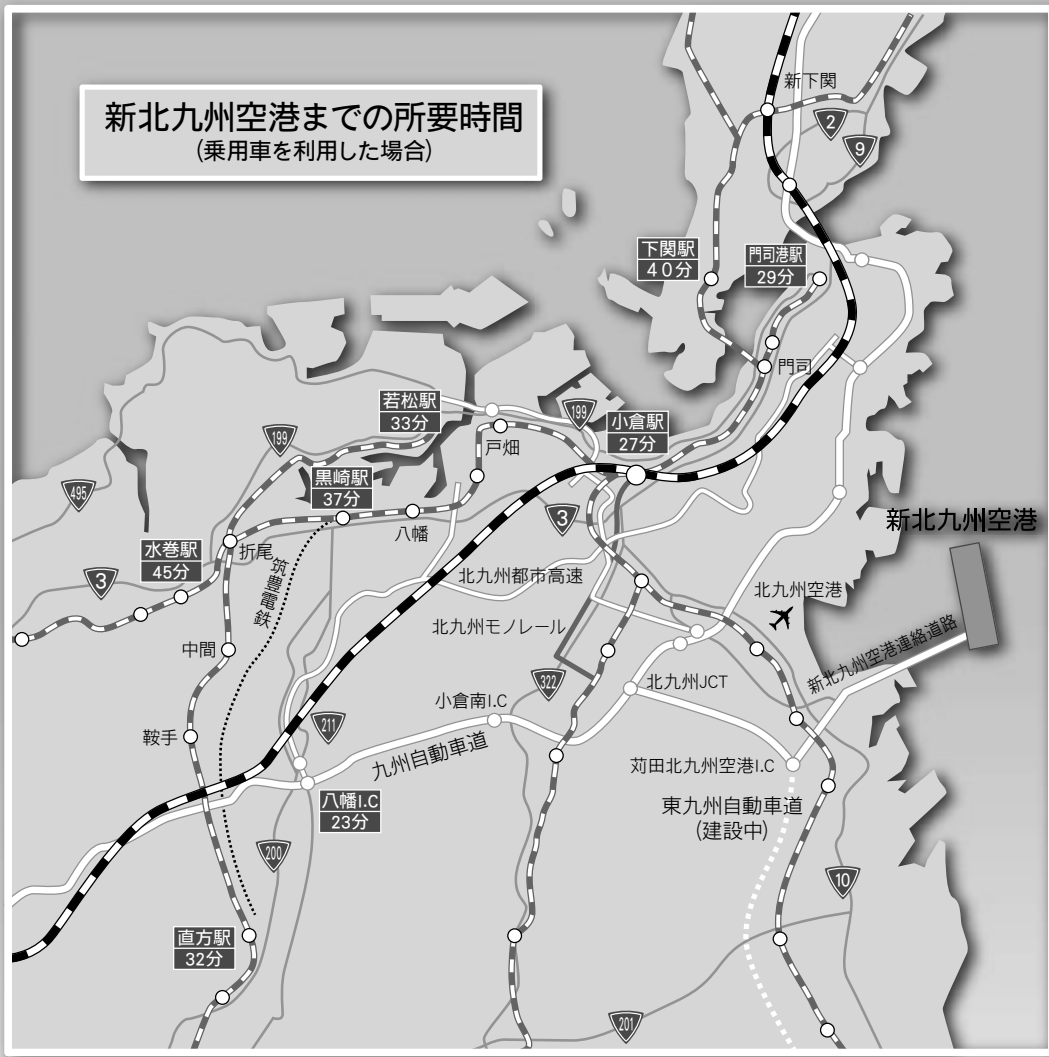 新北九州空港までの所要時間
(乗用車を利用した場合)
新下関
2
9
下関駅
40分
門司港駅
29分
門司
若松駅
33分
199
小倉駅
27分
戸畑
199
黒崎駅
37分
495
八幡
3
新北九州空港
水巻駅
45分
折尾
3
筑豊電鉄
北九州都市高速
北九州空港
北九州モノレール
中間
新北九州空港連絡道路
322
北九州JCT
小倉南I.C
211
鞍手
九州自動車道
苅田北九州空港I.C
八幡I.C
23分
東九州自動車道
(建設中)
200
10
直方駅
32分
201